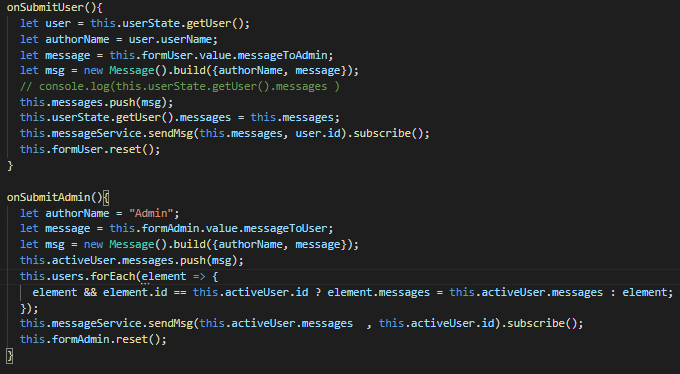 onSubmitUser(){
let user = this.userState.getUser();
let authorName = user.userName;
let message = this.formUser.value.messageToAdmin;
let msg = new Message().build({authorName, message});
// console.log(this.userState.getUser().messages )
this.messages.push(msg);
this.userState.getUser().messages = this.messages;
this.messageService.sendMsg(this.messages, user.id).subscribe();
this.formUser.reset();
}
onSubmitAdmin(){
let authorName = "Admin";
let message = this.formAdmin.value.messageToUser;
let msg = new Message().build({authorName, message});
this.activeUser.messages.push(msg);
this.users.forEach(element => {
element && element.id == this.activeUser.id ? element.messages = this.activeUser.messages : element;
});
this.messageService.sendMsg(this.activeUser.messages  , this.activeUser.id).subscribe();
this.formAdmin.reset();
}